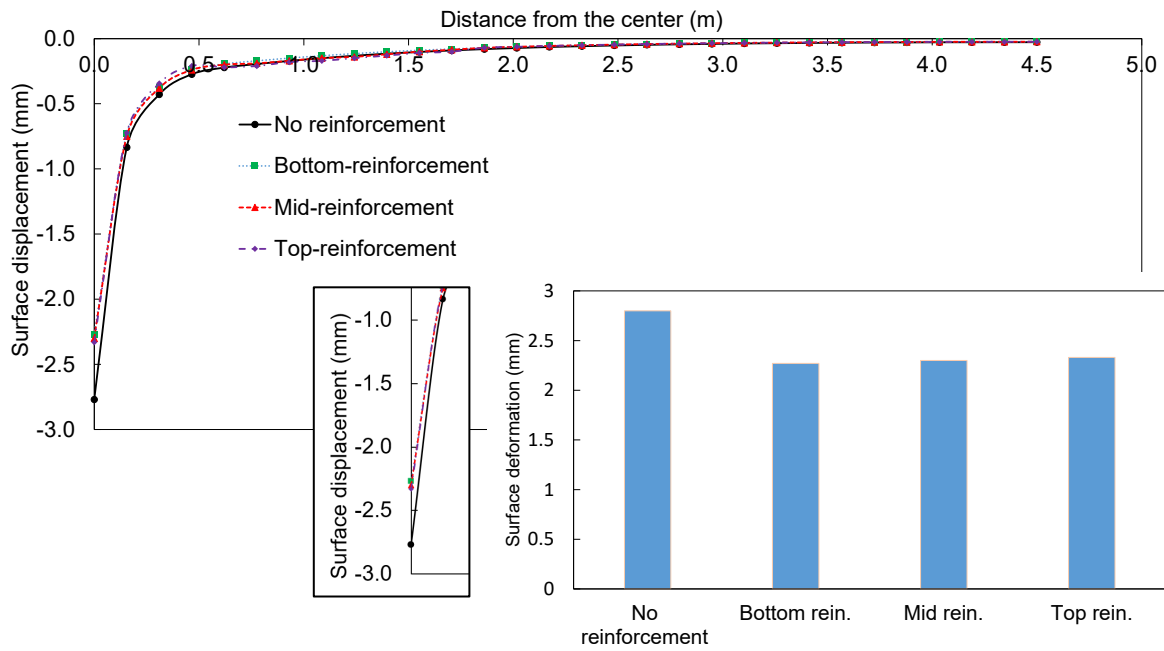 Distance from the center (m)
0.0
0.0 0.5 1.0 1.5 2.0 2.5 3.0 3.5 4.0 4.5 5.0
-0.5
-1.0
-1.5
-2.0
-2.5
-3.0
Surface displacement (mm)
No reinforcement
Bottom-reinforcement
Mid-reinforcement
Top-reinforcement
Surface displacement (mm)
-1.0
-1.5
-2.0
-2.5
-3.0
Surface deformation (mm)
3
2.5
2
1.5
1
0.5
0
No
reinforcement
Bottom rein.
Mid rein.
Top rein.